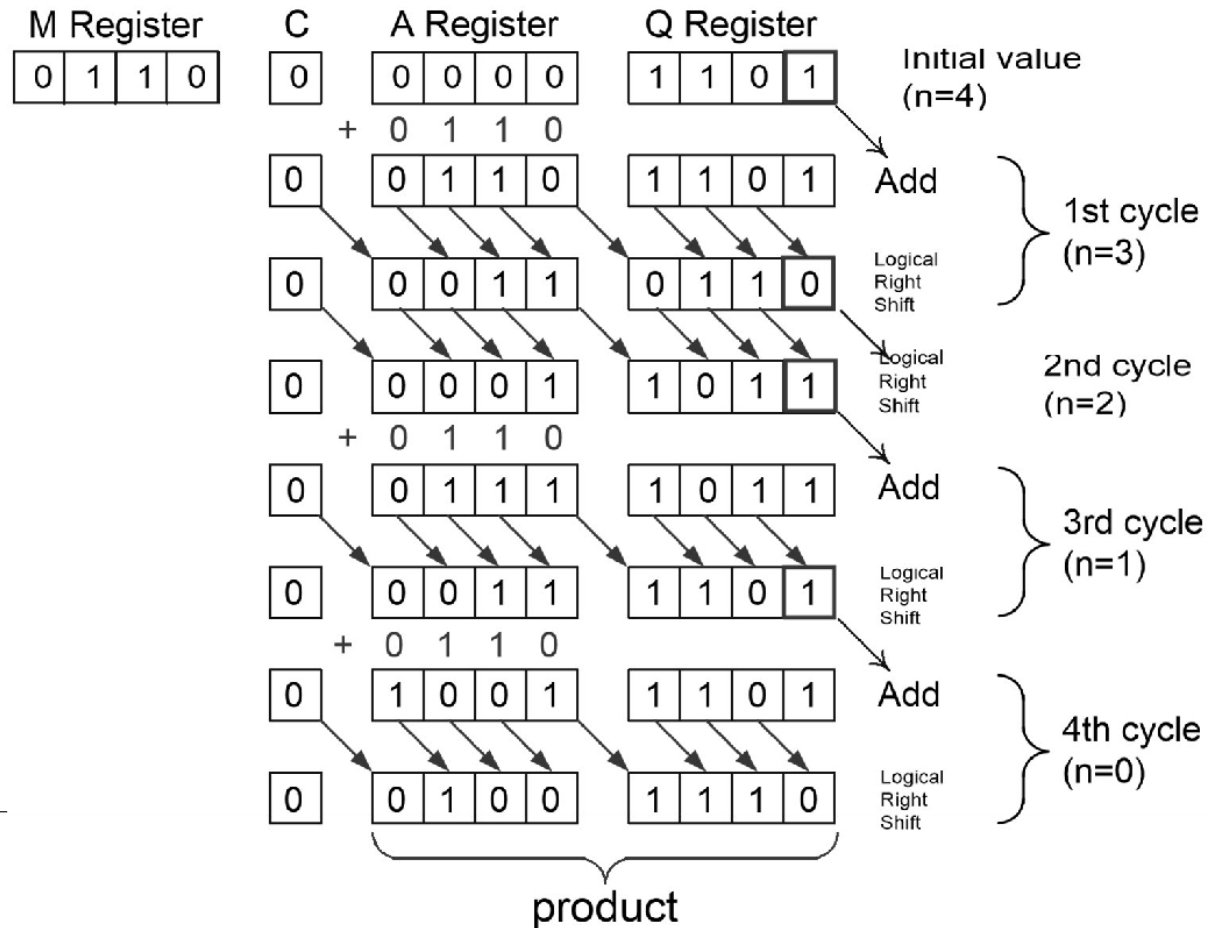 M Register C A Register Q Register
0 1 1 0 0 0 0 0 0 1 1 0 1 Initial value
(n=4)
+ 0 1 1 0
0 0 1 1 0 1 1 0 1 Add
1st cycle
(n=3)
0 0 0 1 1 0 1 1 0 Logical
Right
Shift
0 0 0 0 1 1 0 1 1 Logical
Right
Shift
2nd cycle
(n=2)
+ 0 1 1 0
0 0 1 1 1 1 0 1 1 Add
3rd cycle
(n=1)
0 0 0 1 1 1 1 0 1 Logical
Right
Shift
+ 0 1 1 0
0 1 0 0 1 1 1 0 1 Add
4th cycle
(n=0)
0 0 1 0 0 1 1 1 0 Logical
Right
Shift
product